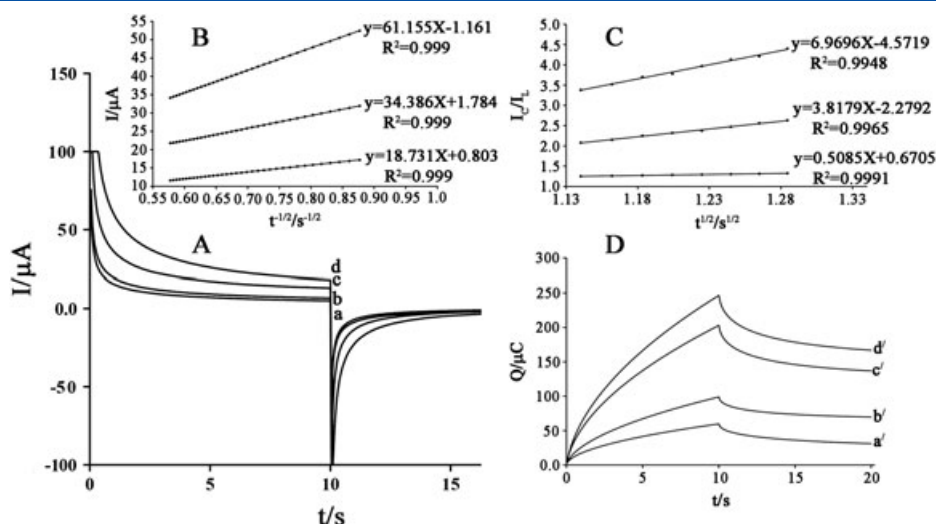 B
I/μA
55
50
45
40
35
30
25
20
15
10
0.55 0.60 0.65 0.70 0.75 0.80 0.85 0.90 0.95 1.0
t-1/2/s-1/2
y=61.155X-1.161
R2=0.999
y=34.386X+1.784
R2=0.999
y=18.731X+0.803
R2=0.999
C
IC/IL
5.0
4.5
4.0
3.5
3.0
2.5
2.0
1.5
1.0
1.13 1.18 1.23 1.28 1.33
t1/2/s1/2
y=6.9696X-4.5719
R2=0.9948
y=3.8179X-2.2792
R2=0.9965
y=0.5085X+0.6705
R2=0.9991
A
I/μA
150
100
50
0.0
-50
-100
0 5 10 15
t/s
d
c
b
a
D
Q/μC
300
250
200
150
100
50
0.0
0 5 10 15 20
t/s
d/
c/
b/
a/